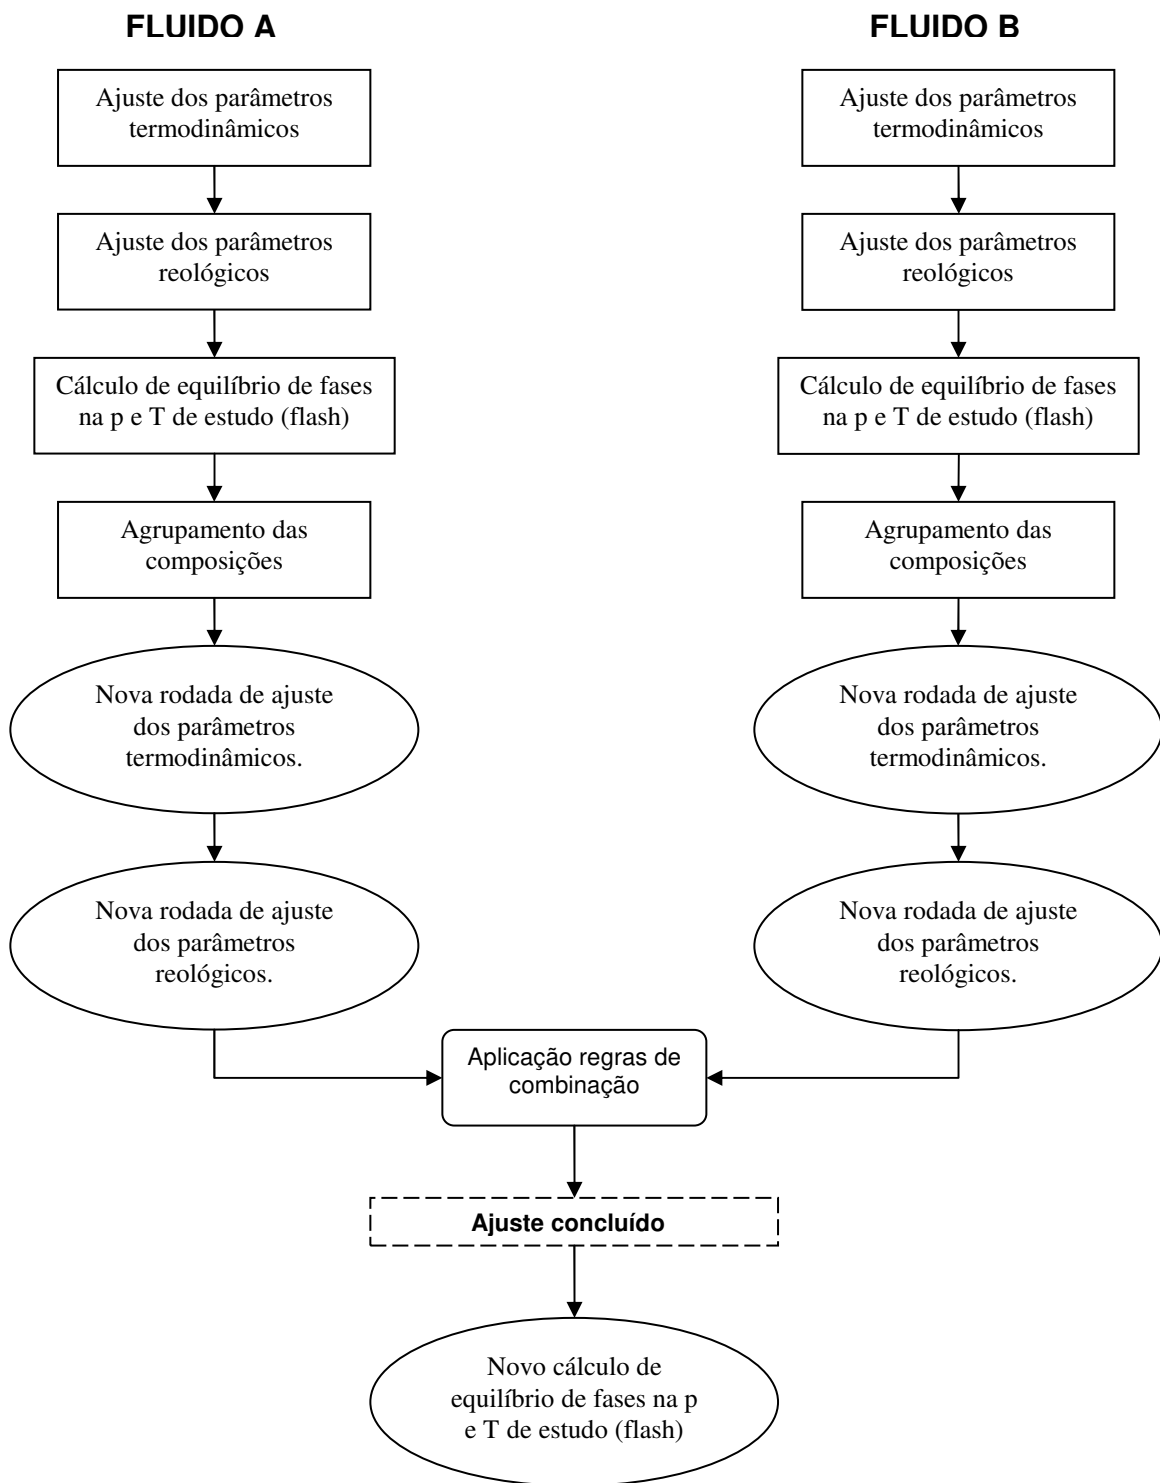 FLUIDO A
Ajuste dos parâmetros
termodinâmicos
Ajuste dos parâmetros
reológicos
Cálculo de equilíbrio de fases
na p e T de estudo (flash)
Agrupamento das
composições
Nova rodada de ajuste
dos parâmetros
termodinâmicos.
Nova rodada de ajuste
dos parâmetros
reológicos.
FLUIDO B
Ajuste dos parâmetros
termodinâmicos
Ajuste dos parâmetros
reológicos
Cálculo de equilíbrio de fases
na p e T de estudo (flash)
Agrupamento das
composições
Nova rodada de ajuste
dos parâmetros
termodinâmicos.
Nova rodada de ajuste
dos parâmetros
reológicos.
Aplicação regras de
combinação
Ajuste concluído
Novo cálculo de
equilíbrio de fases na p
e T de estudo (flash)